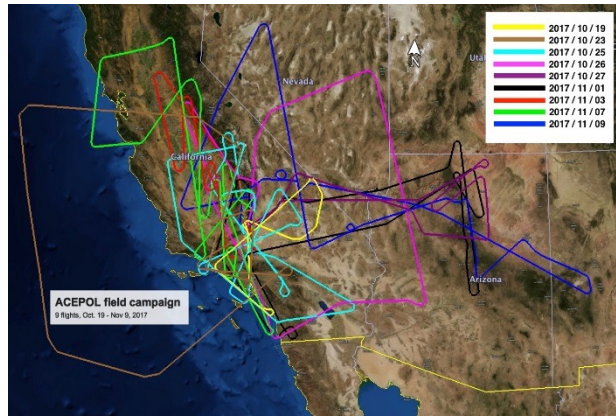 2017 / 10 / 19
2017 / 10 / 23
2017 / 10 / 25
2017 / 10 / 26
2017 / 10 / 27
2017 / 11 / 01
2017 / 11 / 03
2017 / 11 / 07
2017 / 11 / 09
N
Utah
Nevada
California
Arizona
ACEPOL field campaign
9 flights, Oct. 19 - Nov 9, 2017